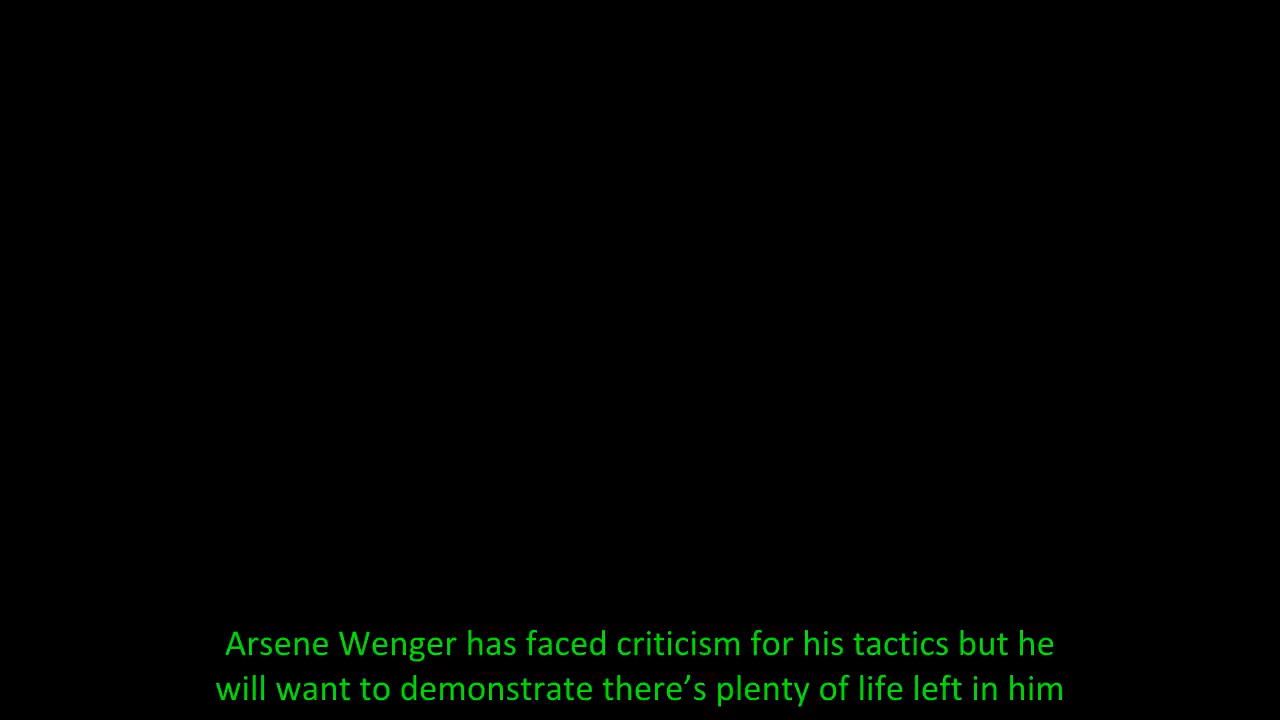 Arsene Wenger has faced criticism for his tactics but he
will want to demonstrate there’s plenty of life left in him